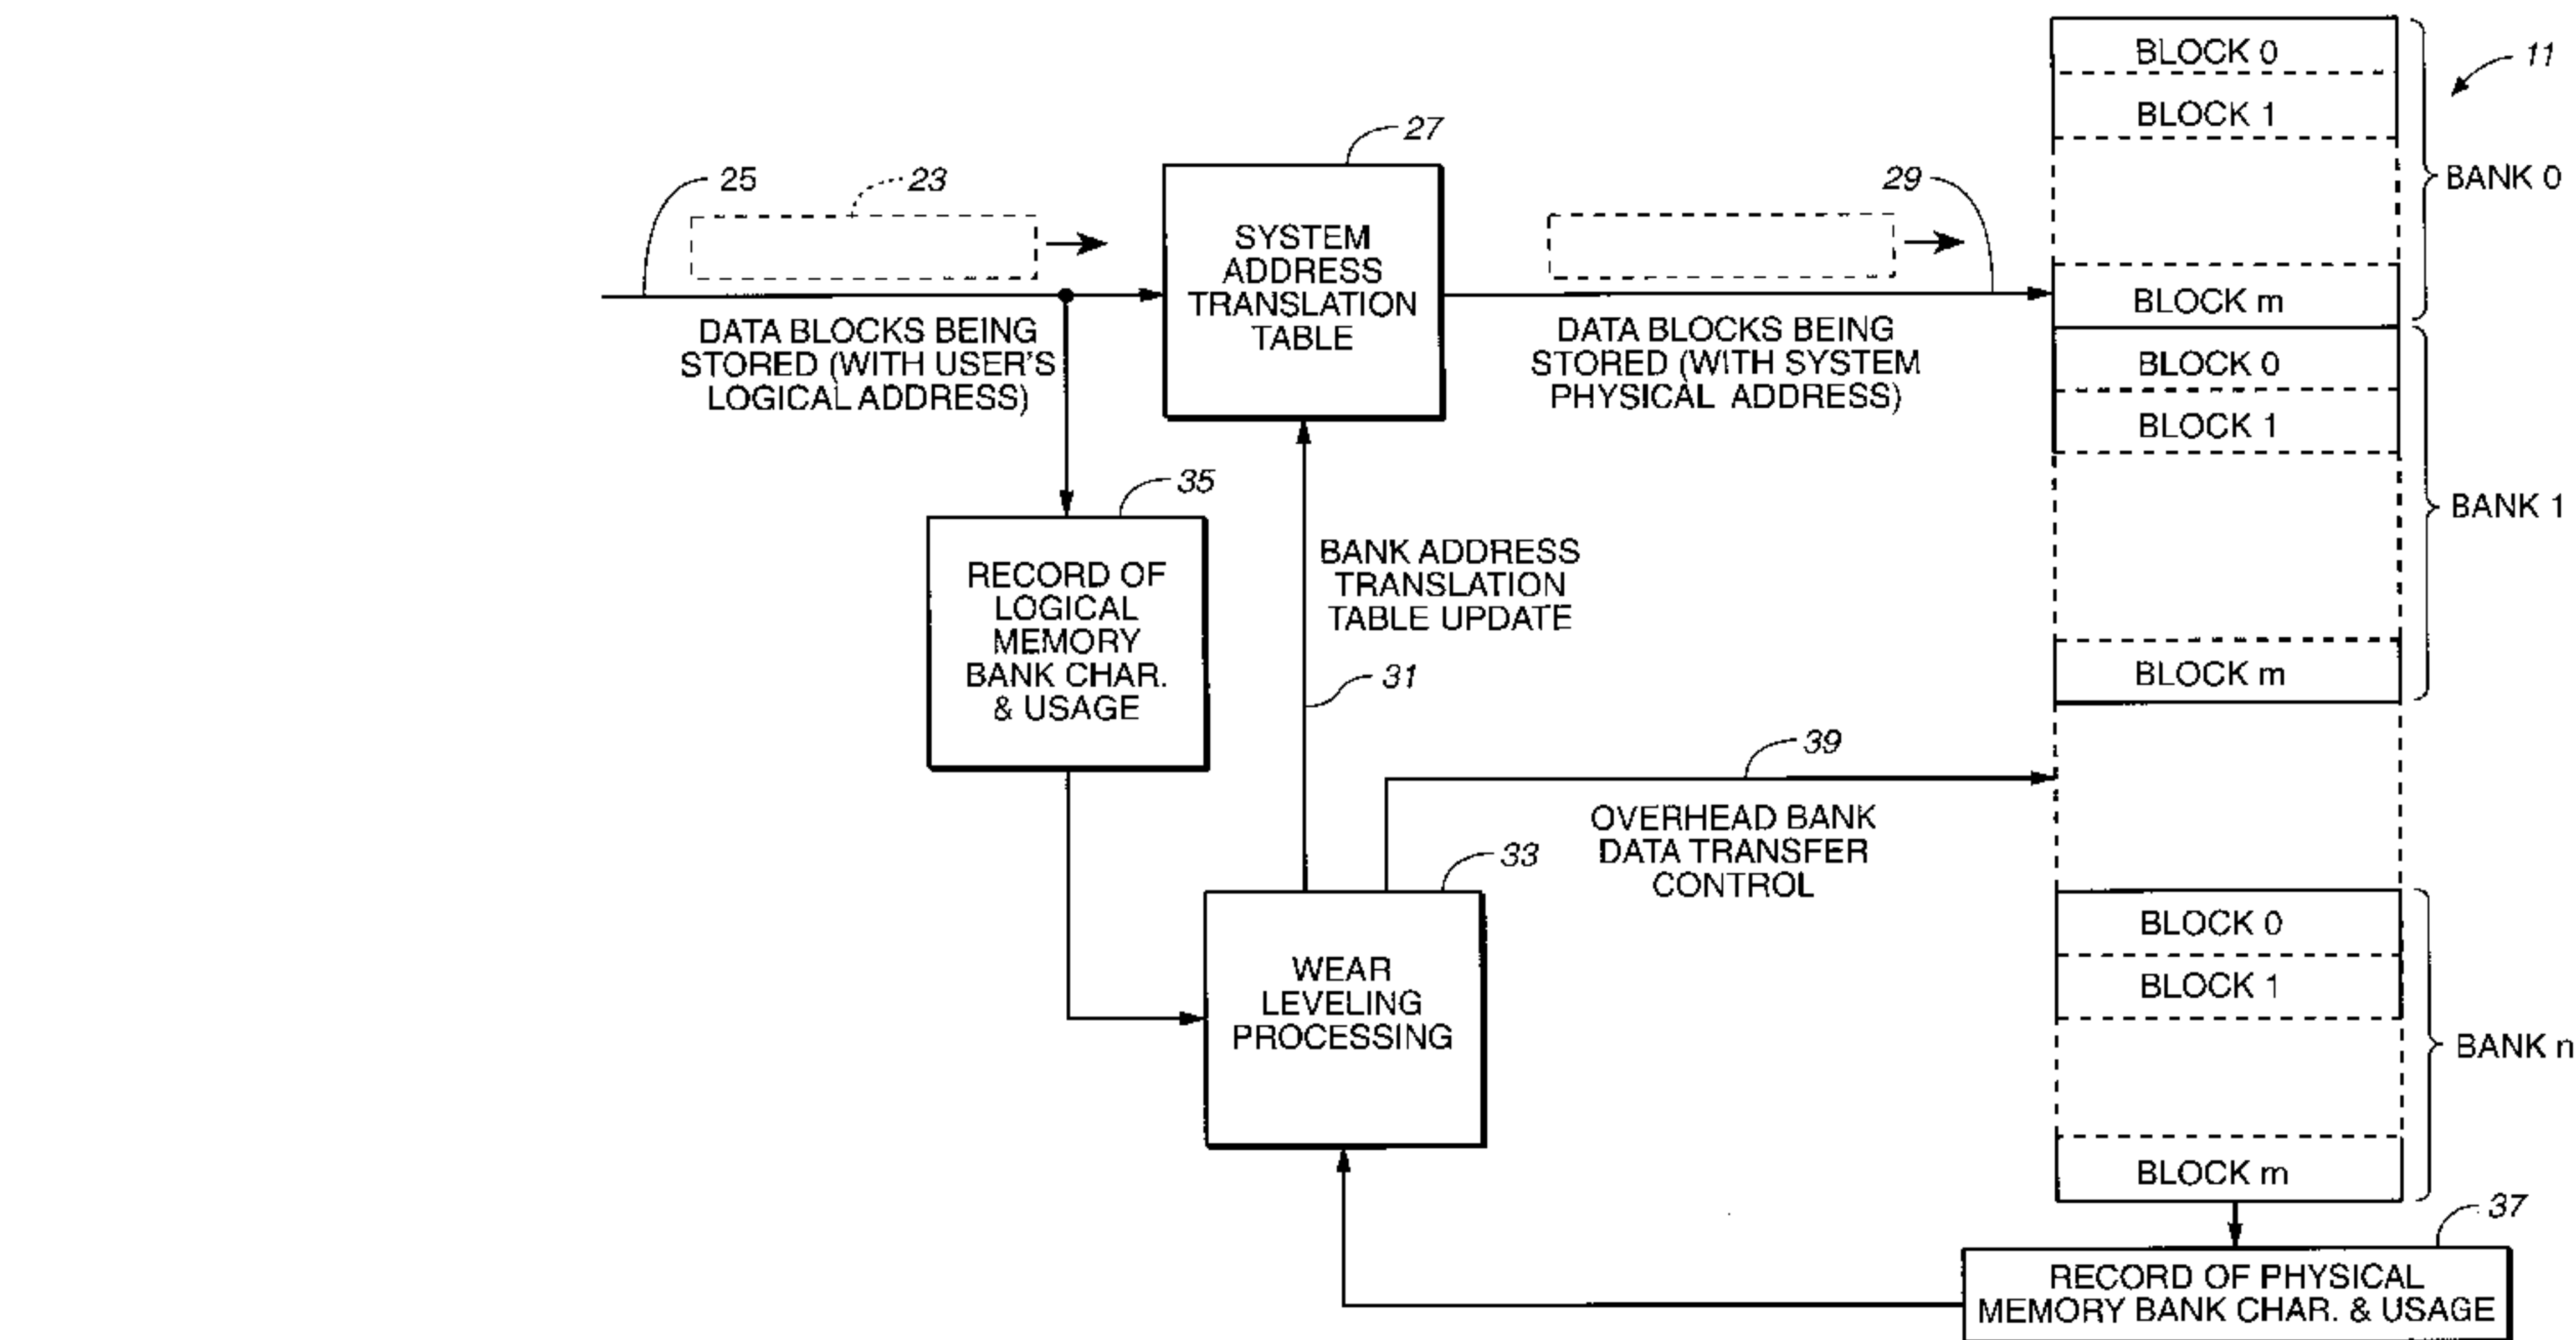 BLOCK 0
11
BLOCK 1
27
25
23
29
BANK 0
SYSTEM
ADDRESS
TRANSLATION
TABLE
BLOCK m
DATA BLOCKS BEING
STORED (WITH USER'S
LOGICAL ADDRESS)
DATA BLOCKS BEING
STORED (WITH SYSTEM
PHYSICAL ADDRESS)
BLOCK 0
BLOCK 1
35
BANK 1
RECORD OF
LOGICAL
MEMORY
BANK CHAR.
& USAGE
BANK ADDRESS
TRANSLATION
TABLE UPDATE
31
BLOCK m
39
OVERHEAD BANK
DATA TRANSFER
CONTROL
33
BLOCK 0
BLOCK 1
WEAR
LEVELING
PROCESSING
BANK n
BLOCK m
37
RECORD OF PHYSICAL
MEMORY BANK CHAR. & USAGE